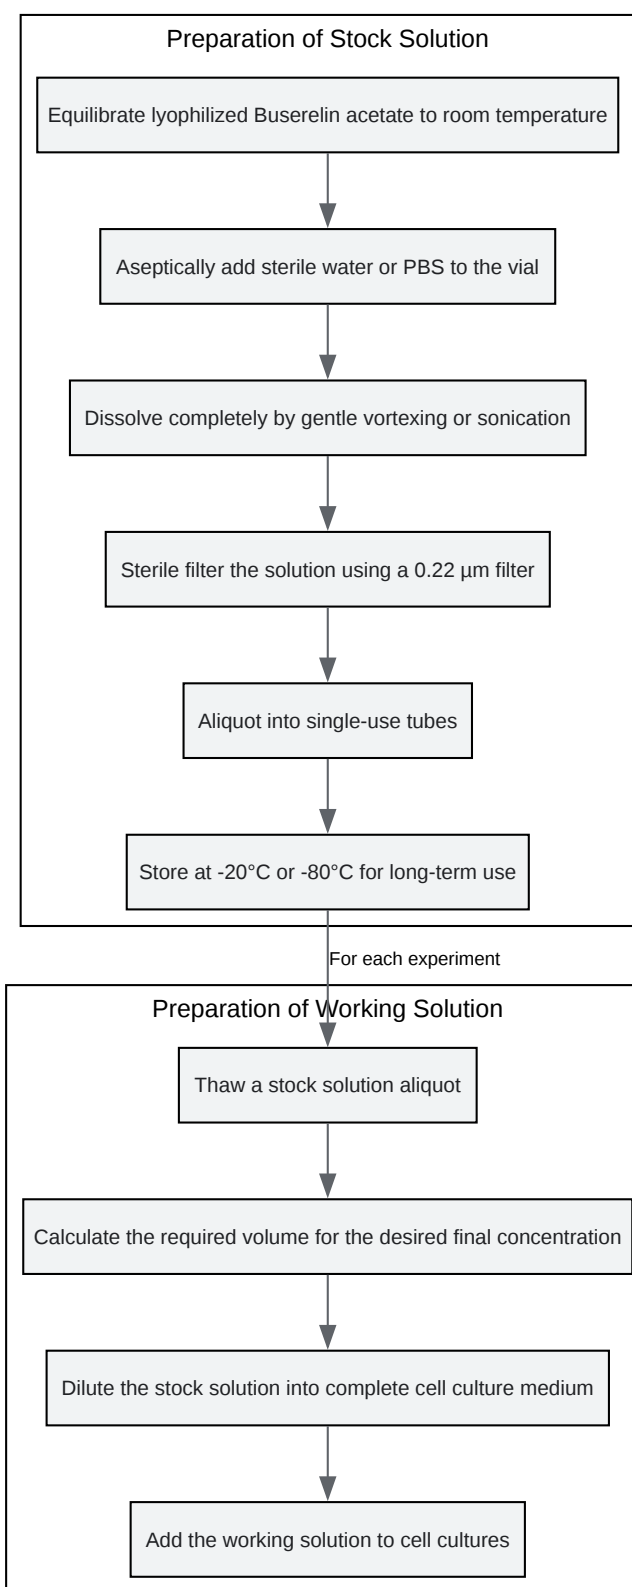 Preparation of Stock Solution
Equilibrate lyophilized Buserelin acetate to room temperature
Aseptically add sterile water or PBS to the vial
Dissolve completely by gentle vortexing or sonication
Sterile filter the solution using a 0.22 µm filter
Aliquot into single-use tubes
Store at -20°C or -80°C for long-term use
For each experiment
Preparation of Working Solution
Thaw a stock solution aliquot
Calculate the required volume for the desired final concentration
Dilute the stock solution into complete cell culture medium
Add the working solution to cell cultures